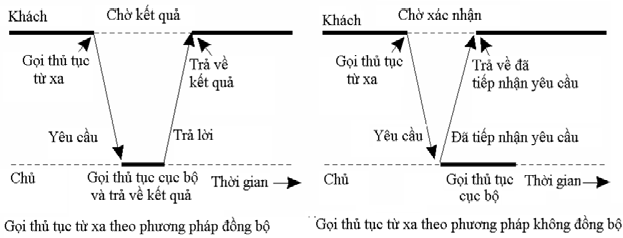 Khách
Chờ kết quả
Gọi thủ tục
từ xa
Trả về
kết quả
Yêu cầu
Trả lời
Chủ
Gọi thủ tục cục bộ
và trả về kết quả
Thời gian
Gọi thủ tục từ xa theo phương pháp đồng bộ
Khách
Chờ xác nhận
Gọi thủ tục
từ xa
Trả về đã
tiếp nhận yêu cầu
Yêu cầu
Đã tiếp nhận yêu cầu
Chủ
Gọi thủ tục
cục bộ
Thời gian
Gọi thủ tục từ xa theo phương pháp không đồng bộ